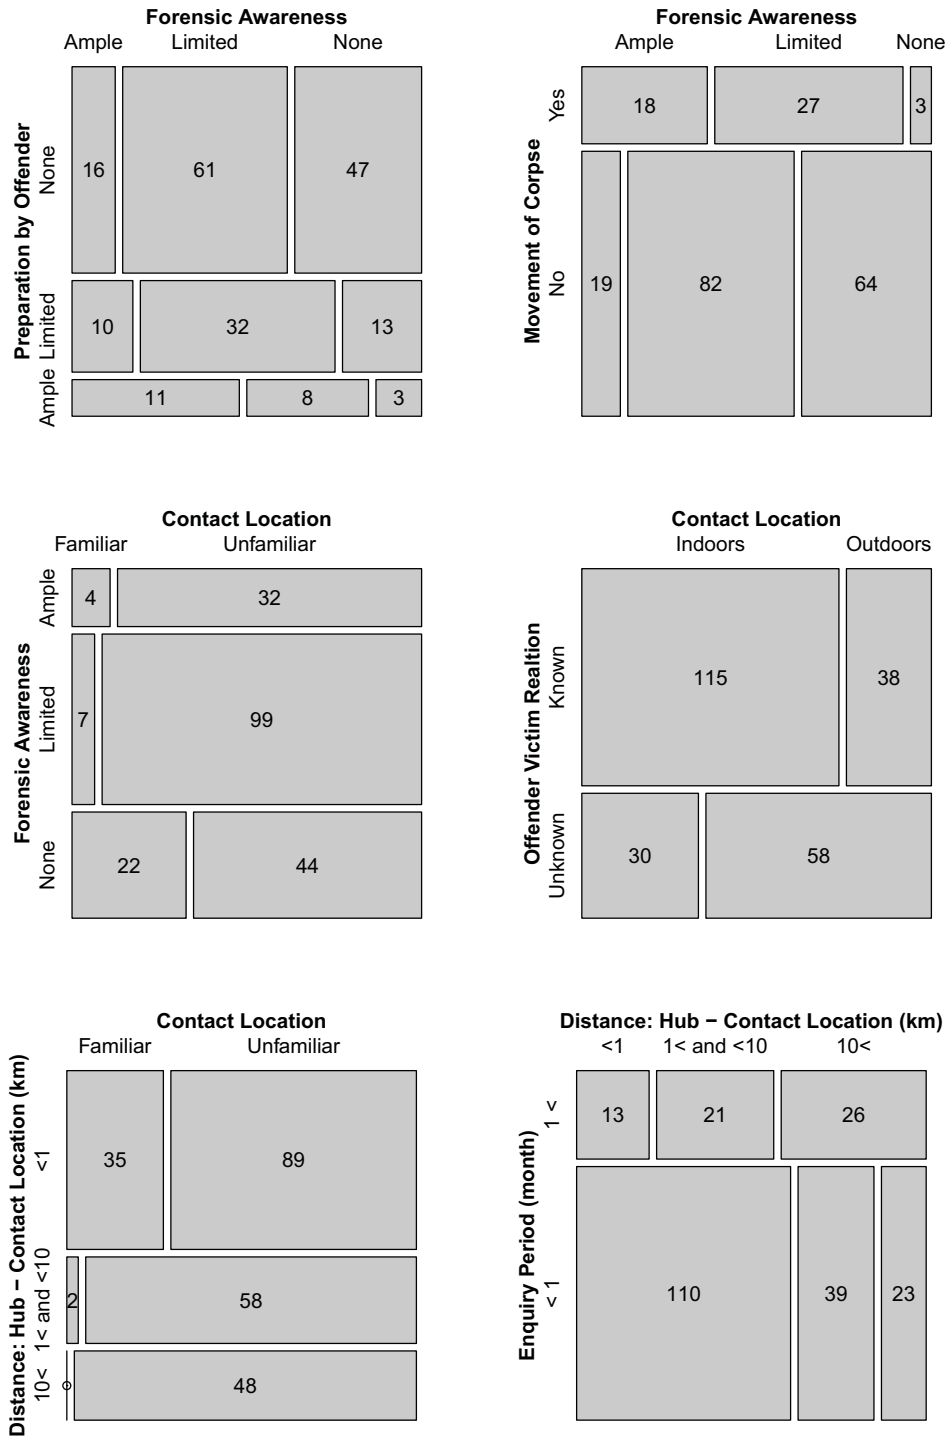 Forensic Awareness
Ample Limited None
Preparation by Offender
None
16 61 47
Limited
10 32 13
Ample
11 8 3
Forensic Awareness
Ample Limited None
Movement of Corpse
Yes
18 27 3
No
19 82 64
Contact Location
Familiar Unfamiliar
Forensic Awareness
Ample
4 32
Limited
7 99
None
22 44
Contact Location
Indoors Outdoors
Offender Victim Realtion
Known
115 38
Unknown
30 58
Contact Location
Familiar Unfamiliar
Distance: Hub − Contact Location (km)
<1
35 89
1< and <10
2 58
10<
48
Distance: Hub − Contact Location (km)
<1 1< and <10 10<
Enquiry Period (month)
1 <
13 21 26
< 1
110 39 23